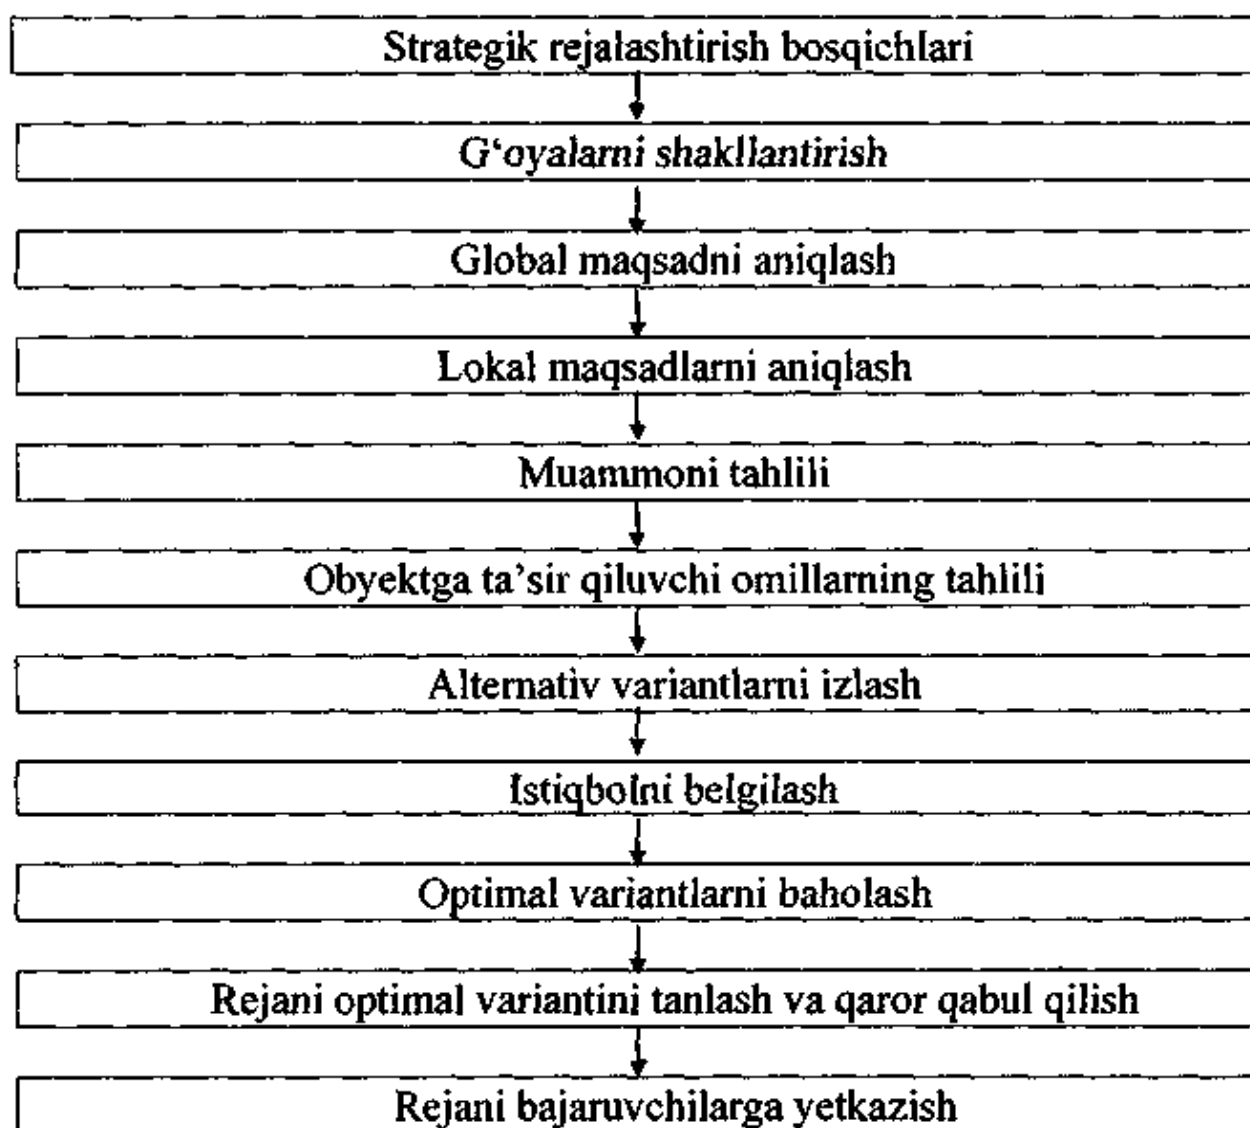 Strategik rejalashtirish bosqichlari
G‘oyalarni shakllantirish
Global maqsadni aniqlash
Lokal maqsadlarni aniqlash
Muammoni tahlili
Obyektga ta’sir qiluvchi omillarning tahlili
Alternativ variantlarni izlash
Istiqbolni belgilash
Optimal variantlarni baholash
Rejani optimal variantini tanlash va qaror qabul qilish
Rejani bajaruvchilarga yetkazish